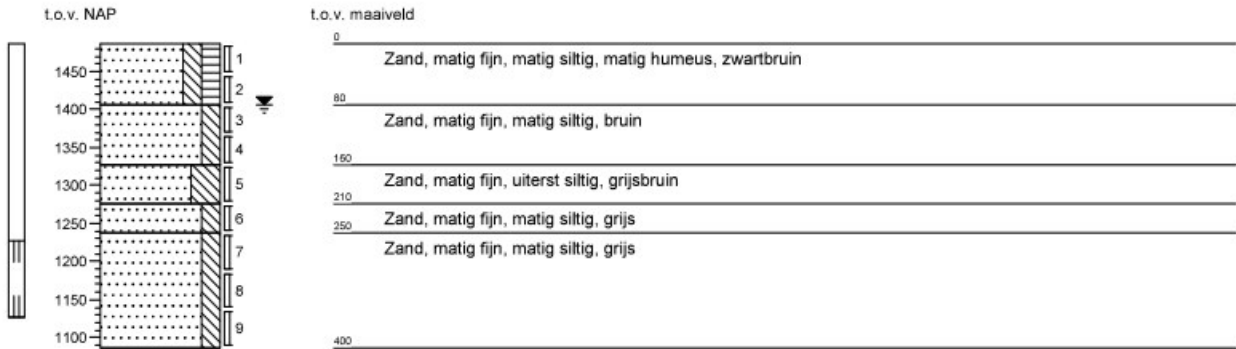 t.o.v. NAP t.o.v. maaiveld
0
1 Zand, matig fijn, matig siltig, matig humeus, zwartbruin
1450
2
80
1400
3 Zand, matig fijn, matig siltig, bruin
1350 4
160
5 Zand, matig fijn, uiterst siltig, grijsbruin
1300
210
6 Zand, matig fijn, matig siltig, grijs
1250 250
7 Zand, matig fijn, matig siltig, grijs
1200
8
1150
9
1100
400